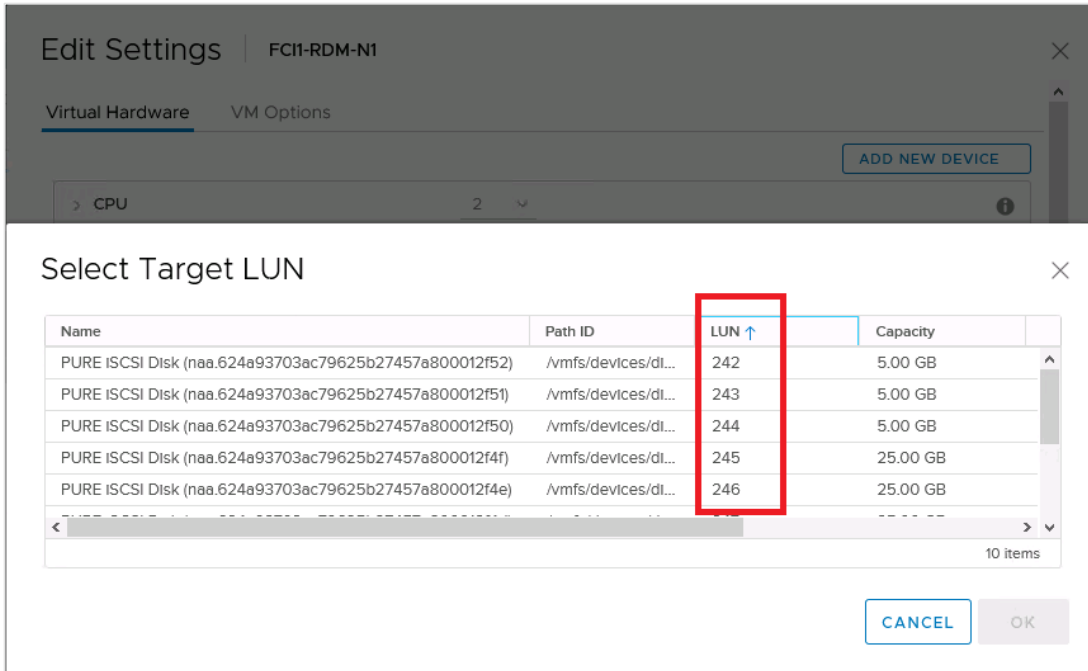 Edit Settings FCI1-RDM-N1
Virtual Hardware VM Options
ADD NEW DEVICE
CPU 2
Select Target LUN
Name Path ID LUN Capacity
PURE iSCSI Disk (naa.624a93703ac79625b27457a800012f52) /vmfs/devices/di... 242 5.00 GB
PURE iSCSI Disk (naa.624a93703ac79625b27457a800012f51) /vmfs/devices/di... 243 5.00 GB
PURE iSCSI Disk (naa.624a93703ac79625b27457a800012f50) /vmfs/devices/di... 244 5.00 GB
PURE iSCSI Disk (naa.624a93703ac79625b27457a800012f4f) /vmfs/devices/di... 245 25.00 GB
PURE iSCSI Disk (naa.624a93703ac79625b27457a800012f4e) /vmfs/devices/di... 246 25.00 GB
10 items
CANCEL OK